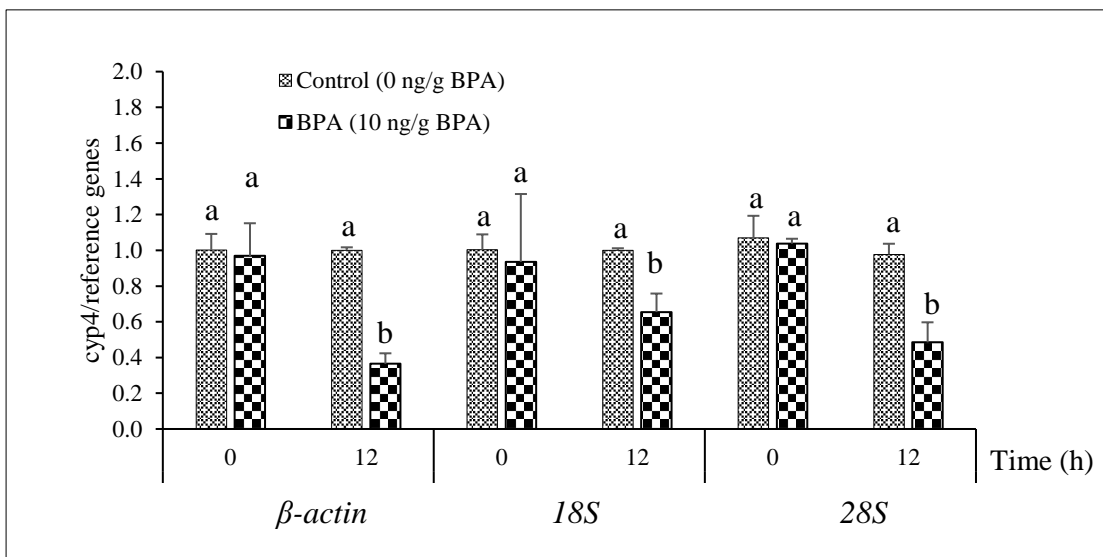 cyp4/reference genes
2.0
1.8
1.6
1.4
1.2
1.0
0.8
0.6
0.4
0.2
0.0
Control (0 ng/g BPA)
BPA (10 ng/g BPA)
a a a b a a a b a a a b
0 12 0 12 0 12 Time (h)
β-actin 18S 28S